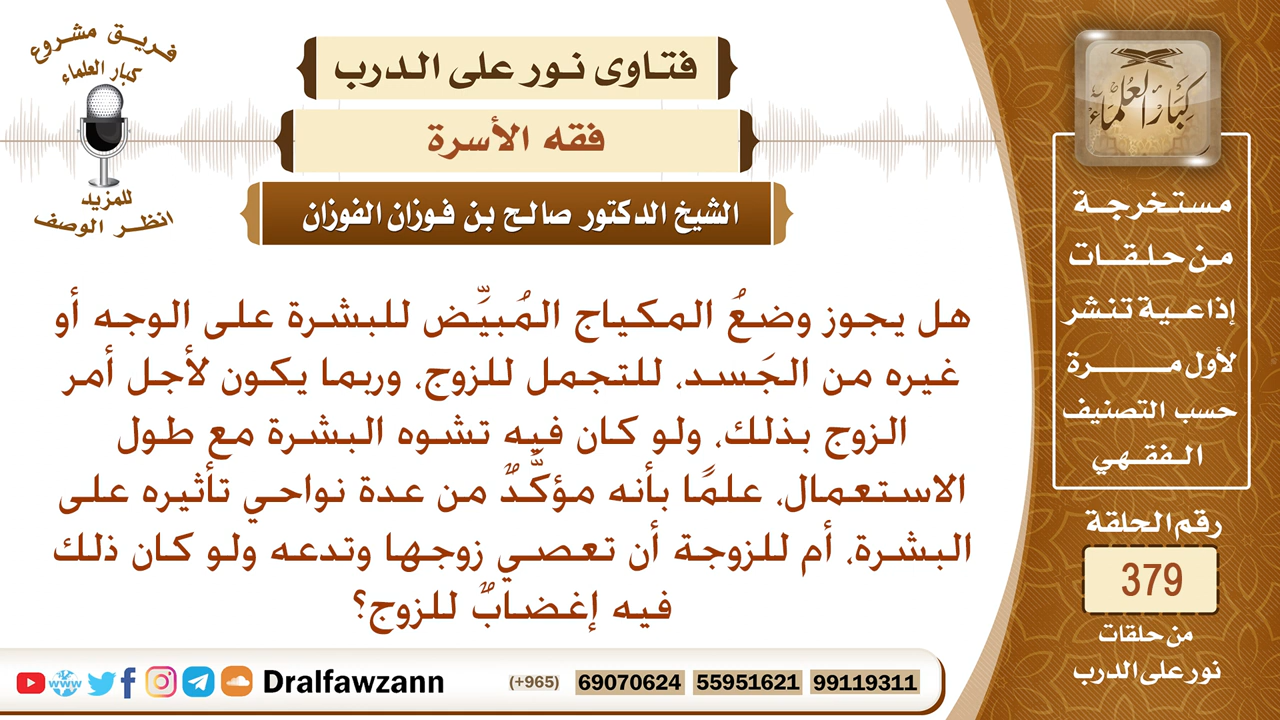 فريق مشروع
كبار العلماء
للمزيد
انظر الوصف
فتاوى نور على الدرب
فقه الأسرة
الشيخ الدكتور صالح بن فوزان الفوزان
هل يجوز وضعُ المكياج المُبيِّض للبشرة على الوجه أو
غيره من الجَسد، للتجمل للزوج، وربما يكون لأجل أمر
الزوج بذلك، ولو كان فيه تشوه البشرة مع طول
الاستعمال، علمًا بأنه مؤكَّدٌ من عدة نواحي تأثيره على
البشرة، أم للزوجة أن تعصي زوجها وتدعه ولو كان ذلك
فيه إغضابٌ للزوج؟
كبار العلماء
مستخرجة
من حلقات
إذاعية تنشر
لأول مرة
حسب التصنيف
الفقهي
رقم الحلقة
379
من حلقات
نور على الدرب
Dralfawzann (+965) 69070624 55951621 99119311